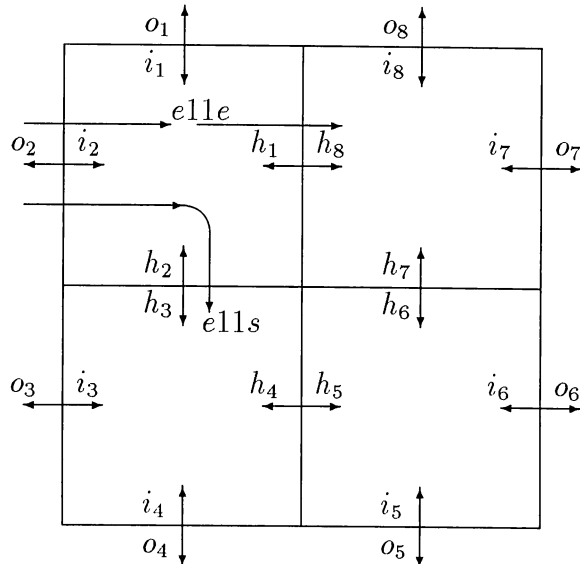 o₁ o₈
i₁ i₈
e11e
o₂ i₂ h₁ h₈ i₇ o₇
h₂ h₇
h₃ e11s h₆
o₃ i₃ h₄ h₅ i₆ o₆
i₄ i₅
o₄ o₅